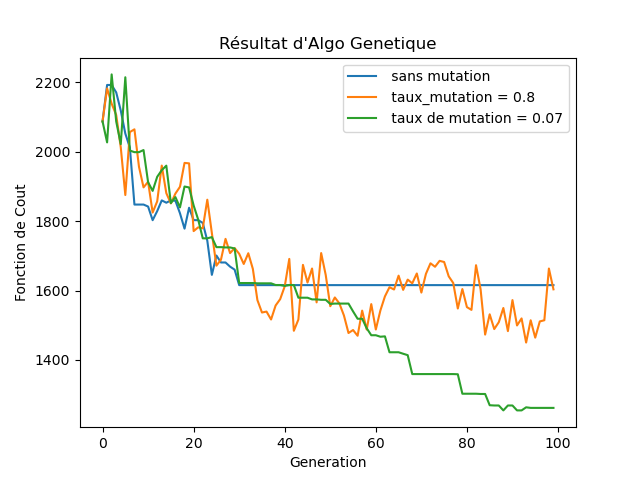 Résultat d'Algo Genetique
sans mutation
taux_mutation = 0.8
taux de mutation = 0.07
Fonction de Cout
2200
2000
1800
1600
1400
0 20 40 60 80 100
Generation